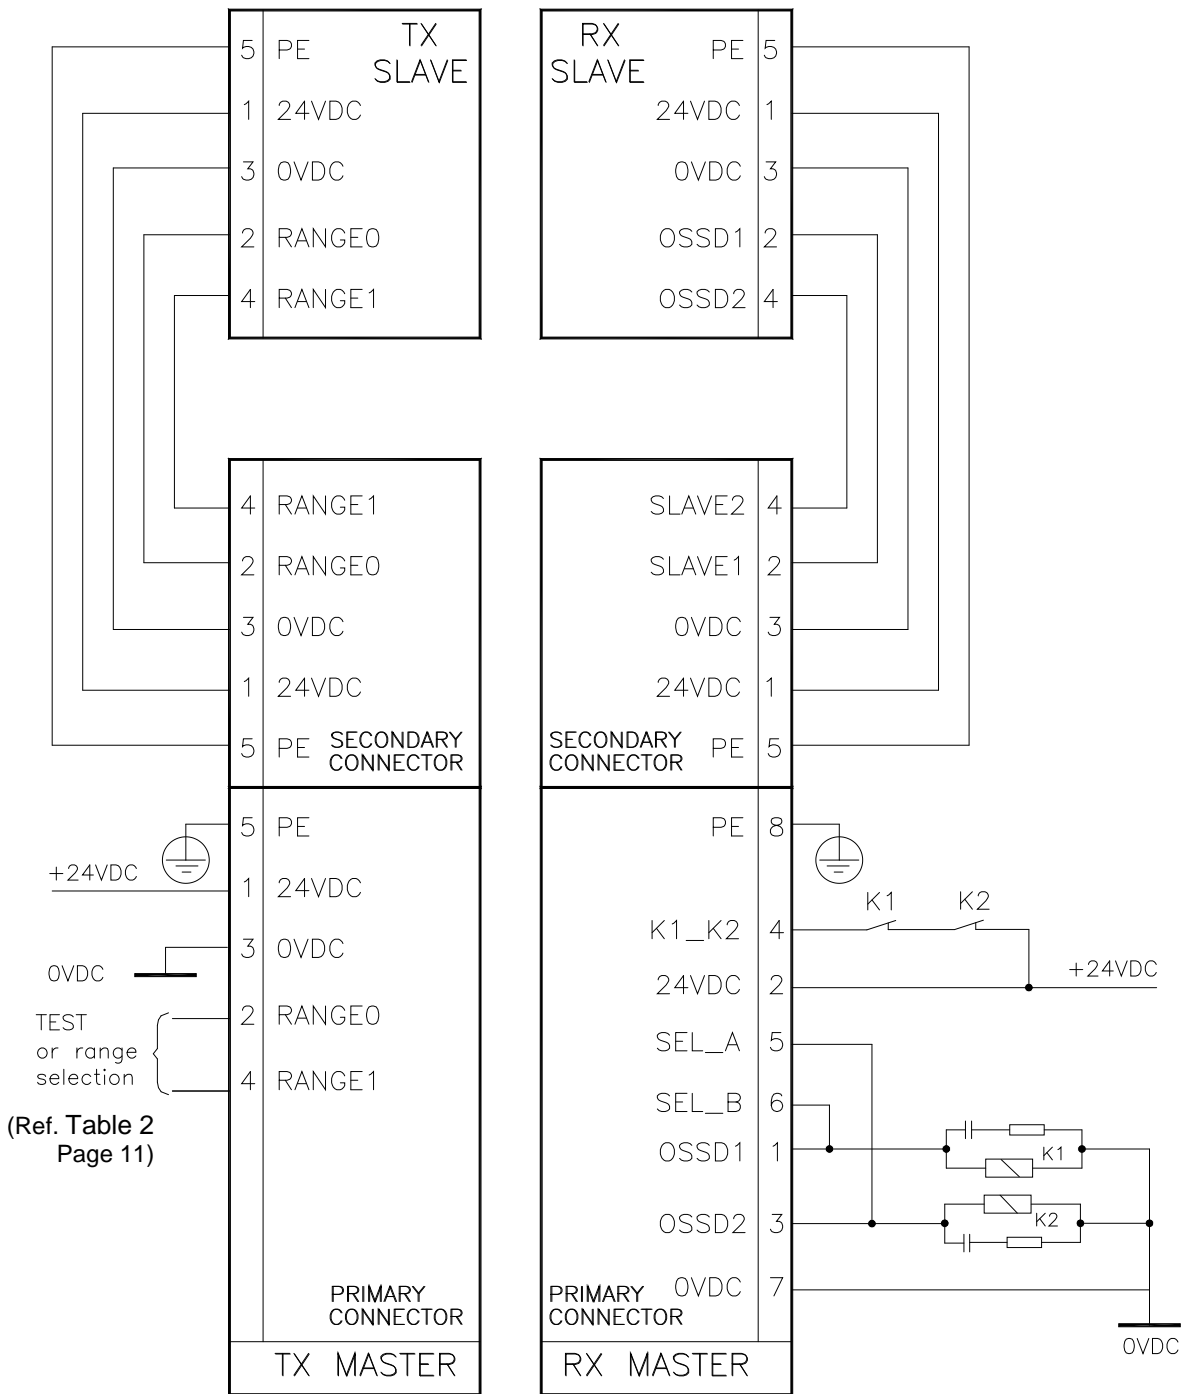 TX
SLAVE
5 PE
1 24VDC
3 0VDC
2 RANGE0
4 RANGE1
RX
SLAVE
PE 5
24VDC 1
0VDC 3
OSSD1 2
OSSD2 4
4 RANGE1
2 RANGE0
3 0VDC
1 24VDC
5 PE
SECONDARY
CONNECTOR
SLAVE2 4
SLAVE1 2
0VDC 3
24VDC 1
SECONDARY
CONNECTOR
PE 5
5 PE
+24VDC
1 24VDC
3 0VDC
0VDC
2 RANGE0
TEST
or range
selection
4 RANGE1
(Ref. Table 2
Page 11)
PRIMARY
CONNECTOR
TX MASTER
PE 8
K1 K2
K1_K2 4
+24VDC
24VDC 2
SEL_A 5
SEL_B 6
OSSD1 1
K1
OSSD2 3
K2
0VDC 7
PRIMARY
CONNECTOR
0VDC
RX MASTER